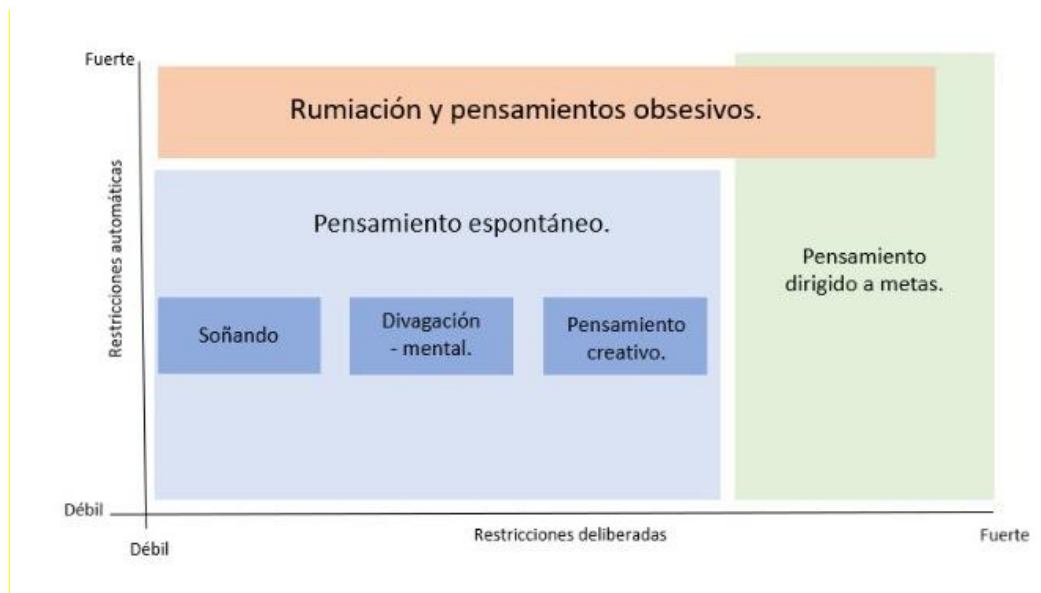 Fuerte
Rumiación y pensamientos obsesivos.
Restricciones automáticas
Pensamiento espontáneo.
Pensamiento
dirigido a metas.
Soñando
Divagación
- mental.
Pensamiento
creativo.
Débil
Débil
Restricciones deliberadas
Fuerte